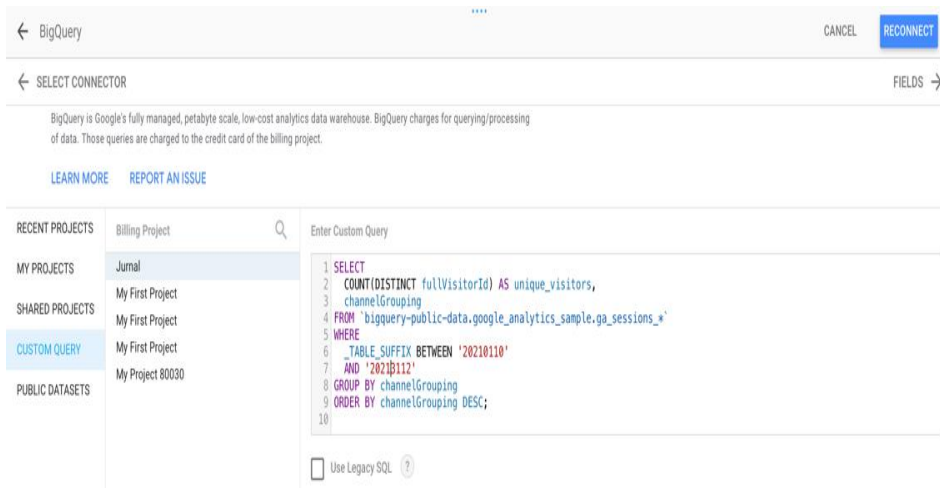 BigQuery
CANCEL
RECONNECT
SELECT CONNECTOR
FIELDS
BigQuery is Google's fully managed, petabyte scale, low-cost analytics data warehouse. BigQuery charges for querying/processing
of data. Those queries are charged to the credit card of the billing project.
LEARN MORE REPORT AN ISSUE
RECENT PROJECTS
MY PROJECTS
SHARED PROJECTS
CUSTOM QUERY
PUBLIC DATASETS
Billing Project
Jurnal
My First Project
My First Project
My First Project
My Project 80030
Enter Custom Query
1 SELECT
2 COUNT(DISTINCT fullVisitorId) AS unique_visitors,
3 channelGrouping
4 FROM `bigquery-public-data.google_analytics_sample.ga_sessions_*`
5 WHERE
6 _TABLE_SUFFIX BETWEEN '20210110'
7 AND '20213112'
8 GROUP BY channelGrouping
9 ORDER BY channelGrouping DESC;
10
Use Legacy SQL ?